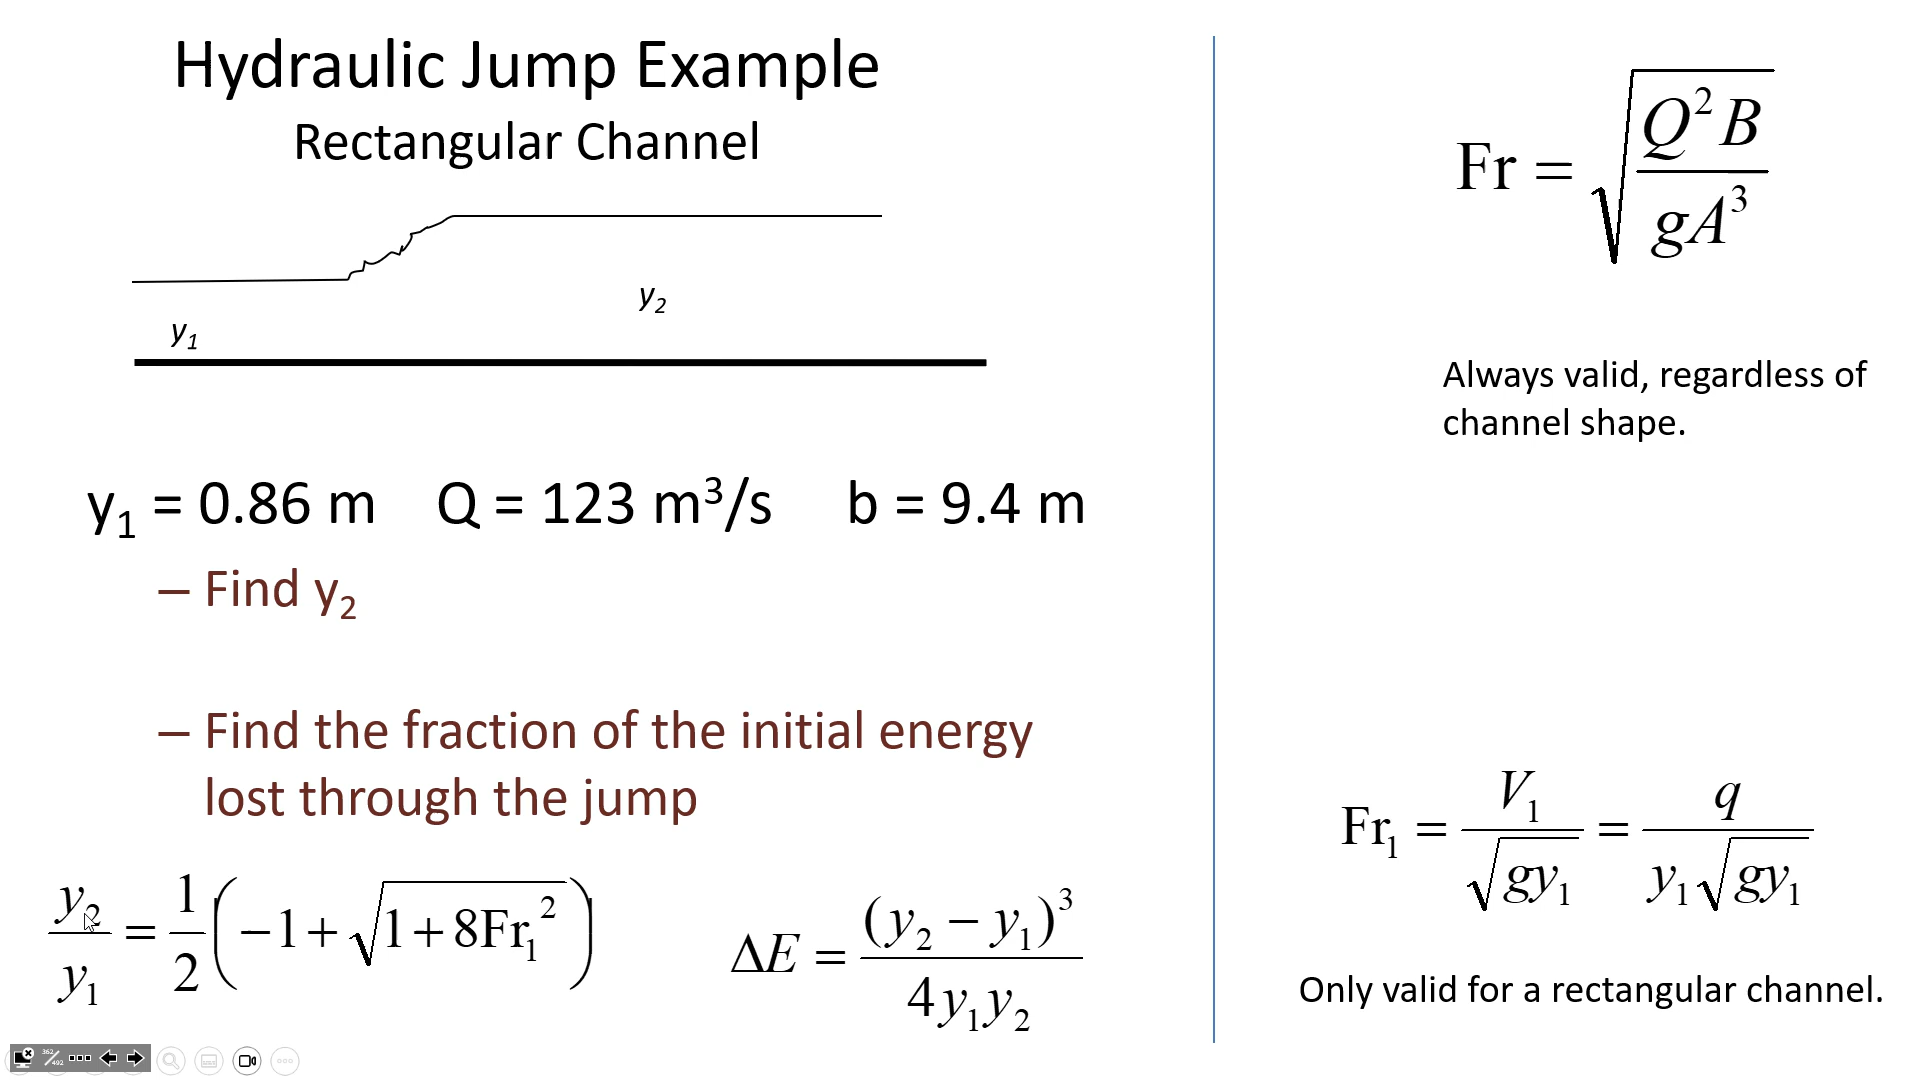 Hydraulic Jump Example
Rectangular Channel
y₁
y₂
y₁ = 0.86 m Q = 123 m³/s b = 9.4 m
– Find y₂
– Find the fraction of the initial energy
lost through the jump
y₂/y₁ = 1/2(−1+√(1+8Fr₁²))
ΔE = (y₂ − y₁)³/(4y₁y₂)
Fr = √(Q²B/gA³)
Always valid, regardless of
channel shape.
Fr₁ = V₁/√(gy₁) = q/(y₁√(gy₁))
Only valid for a rectangular channel.
362/492